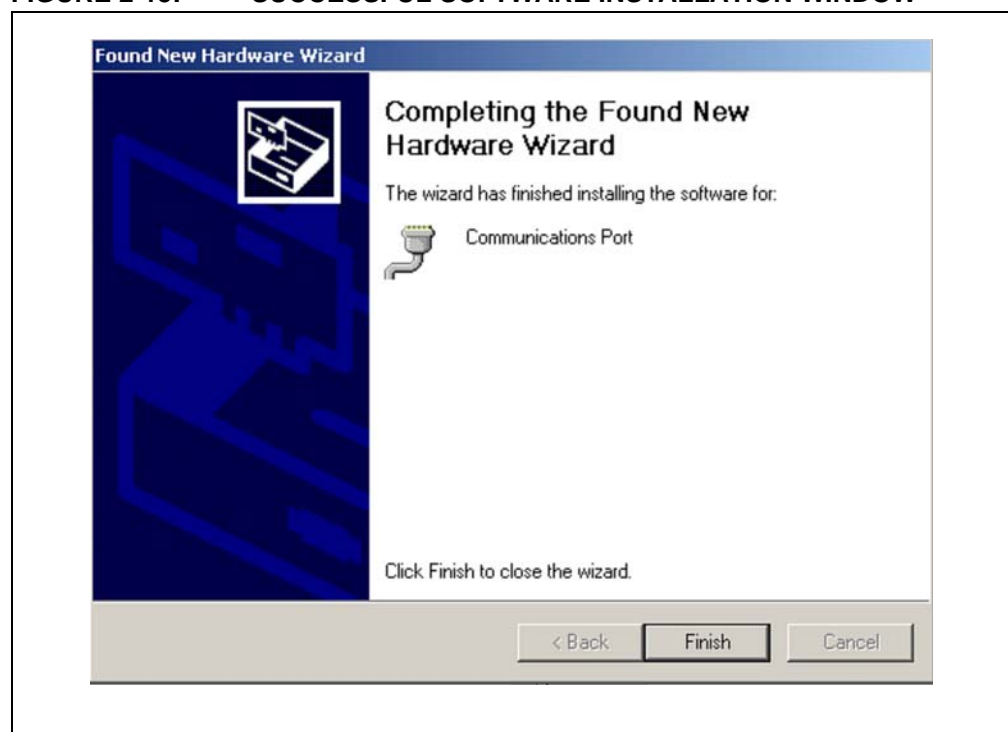 Found New Hardware Wizard
Completing the Found New
Hardware Wizard
The wizard has finished installing the software for:
Communications Port
Click Finish to close the wizard.
< Back Finish Cancel